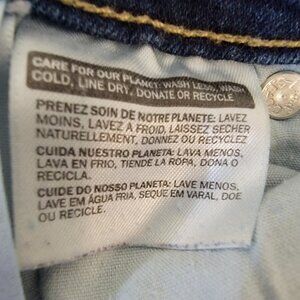 CARE FOR OUR PLANET: WASH LESS, WASH
COLD, LINE DRY, DONATE OR RECYCLE
PRENEZ SOIN DE NOTRE PLANETE: LAVEZ
MOINS, LAVEZ A FROID, LAISSEZ SECHER
NATURELLEMENT, DONNEZ OU RECYCLEZ
CUIDA NUESTRO PLANETA: LAVA MENOS,
LAVA EN FRIO, TIENDE LA ROPA, DONA O
RECICLA.
CUIDE DO NOSSO PLANETA: LAVE MENOS,
LAVE EM ÁGUA FRIA, SEQUE EM VARAL, DOE
OU RECICLE.